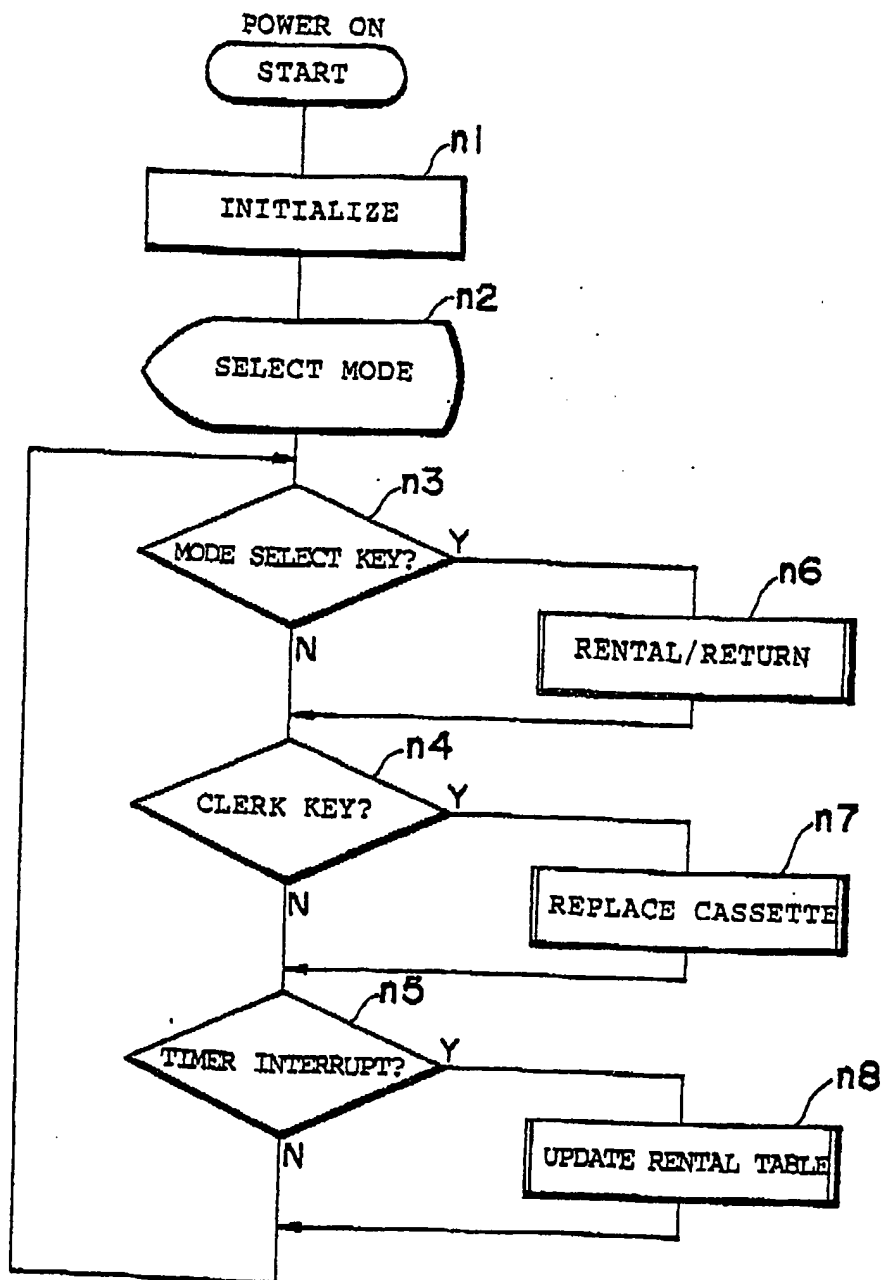 POWER ON
START
n1
INITIALIZE
n2
SELECT MODE
n3
MODE SELECT KEY?
Y
n6
RENTAL/RETURN
N
n4
CLERK KEY?
Y
n7
REPLACE CASSETTE
N
n5
TIMER INTERRUPT?
Y
n8
UPDATE RENTAL TABLE
N